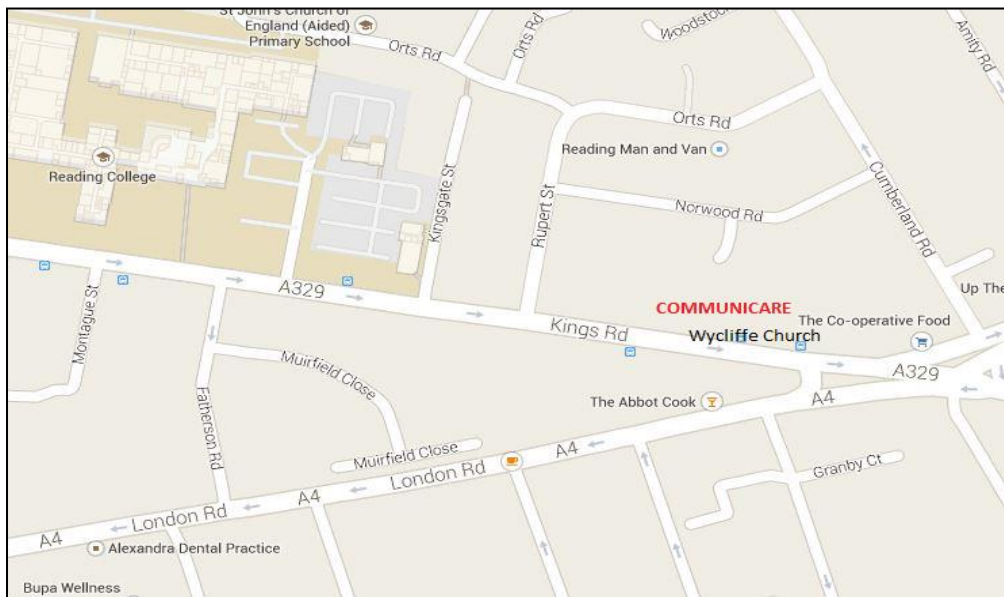 St John's Church of
England (Aided)
Primary School
Orts Rd
Orts Rd
Woodstock
Amity Rd
Orts Rd
Reading Man and Van
Reading College
Kingsgate St
Rupert St
Norwood Rd
Cumberland Rd
Montague St
A329
Up The
COMMUNICARE
Kings Rd
Wycliffe Church
The Co-operative Food
A329
Muirfield Close
Fatherson Rd
The Abbot Cook
A4
Muirfield Close
A4
London Rd
A4
Granby Ct
London Rd
A4
Alexandra Dental Practice
Bupa Wellness